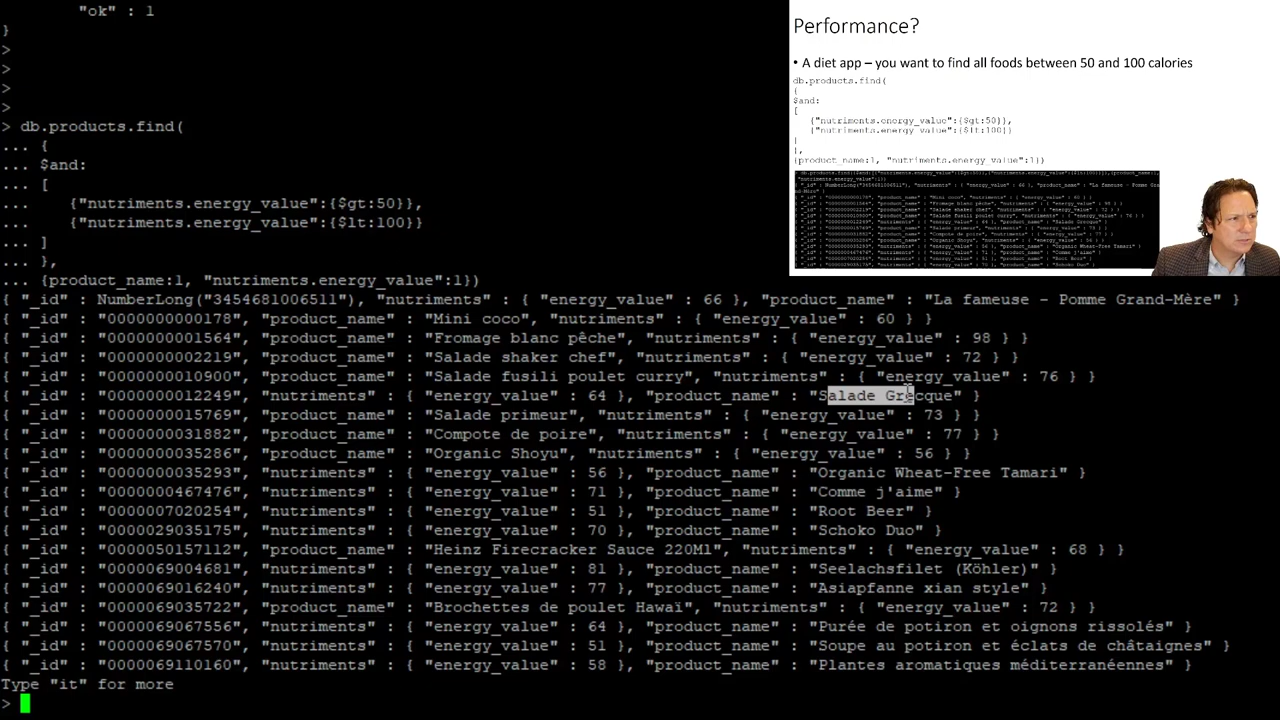 "ok" : 1
}
>
>
>
>
> db.products.find(
... {
... $and:
... [
...     {"nutriments.energy_value":{$gt:50}},
...     {"nutriments.energy_value":{$lt:100}}
... ]
... },
... {product_name:1, "nutriments.energy_value":1})
{ "_id" : NumberLong("3454681006511"), "nutriments" : { "energy_value" : 66 }, "product_name" : "La fameuse - Pomme Grand-Mère" }
{ "_id" : "0000000000178", "product_name" : "Mini coco", "nutriments" : { "energy_value" : 60 } }
{ "_id" : "0000000001564", "product_name" : "Fromage blanc pêche", "nutriments" : { "energy_value" : 98 } }
{ "_id" : "0000000002219", "product_name" : "Salade shaker chef", "nutriments" : { "energy_value" : 72 } }
{ "_id" : "0000000010900", "product_name" : "Salade fusili poulet curry", "nutriments" : { "energy_value" : 76 } }
{ "_id" : "0000000012249", "nutriments" : { "energy_value" : 64 }, "product_name" : "Salade Grecque" }
{ "_id" : "0000000015769", "product_name" : "Salade primeur", "nutriments" : { "energy_value" : 73 } }
{ "_id" : "0000000031882", "product_name" : "Compote de poire", "nutriments" : { "energy_value" : 77 } }
{ "_id" : "0000000035286", "product_name" : "Organic Shoyu", "nutriments" : { "energy_value" : 56 } }
{ "_id" : "0000000035293", "nutriments" : { "energy_value" : 56 }, "product_name" : "Organic Wheat-Free Tamari" }
{ "_id" : "0000000467476", "nutriments" : { "energy_value" : 71 }, "product_name" : "Comme j'aime" }
{ "_id" : "0000007020254", "nutriments" : { "energy_value" : 51 }, "product_name" : "Root Beer" }
{ "_id" : "0000029035175", "nutriments" : { "energy_value" : 70 }, "product_name" : "Schoko Duo" }
{ "_id" : "0000050157112", "product_name" : "Heinz Firecracker Sauce 220Ml", "nutriments" : { "energy_value" : 68 } }
{ "_id" : "0000069004681", "nutriments" : { "energy_value" : 81 }, "product_name" : "Seelachsfilet (Köhler)" }
{ "_id" : "0000069016240", "nutriments" : { "energy_value" : 77 }, "product_name" : "Asiapfanne xian style" }
{ "_id" : "0000069035722", "product_name" : "Brochettes de poulet Hawaï", "nutriments" : { "energy_value" : 72 } }
{ "_id" : "0000069067556", "nutriments" : { "energy_value" : 64 }, "product_name" : "Purée de potiron et oignons rissolés" }
{ "_id" : "0000069067570", "nutriments" : { "energy_value" : 51 }, "product_name" : "Soupe au potiron et éclats de châtaignes" }
{ "_id" : "0000069110160", "nutriments" : { "energy_value" : 58 }, "product_name" : "Plantes aromatiques méditerranéennes" }
Type "it" for more
>
Performance?
• A diet app – you want to find all foods between 50 and 100 calories
db.products.find(
{
$and:
[
{"nutriments.energy_value":{$gt:50}},
{"nutriments.energy_value":{$lt:100}}
]
},
{product_name:1, "nutriments.energy_value":1})